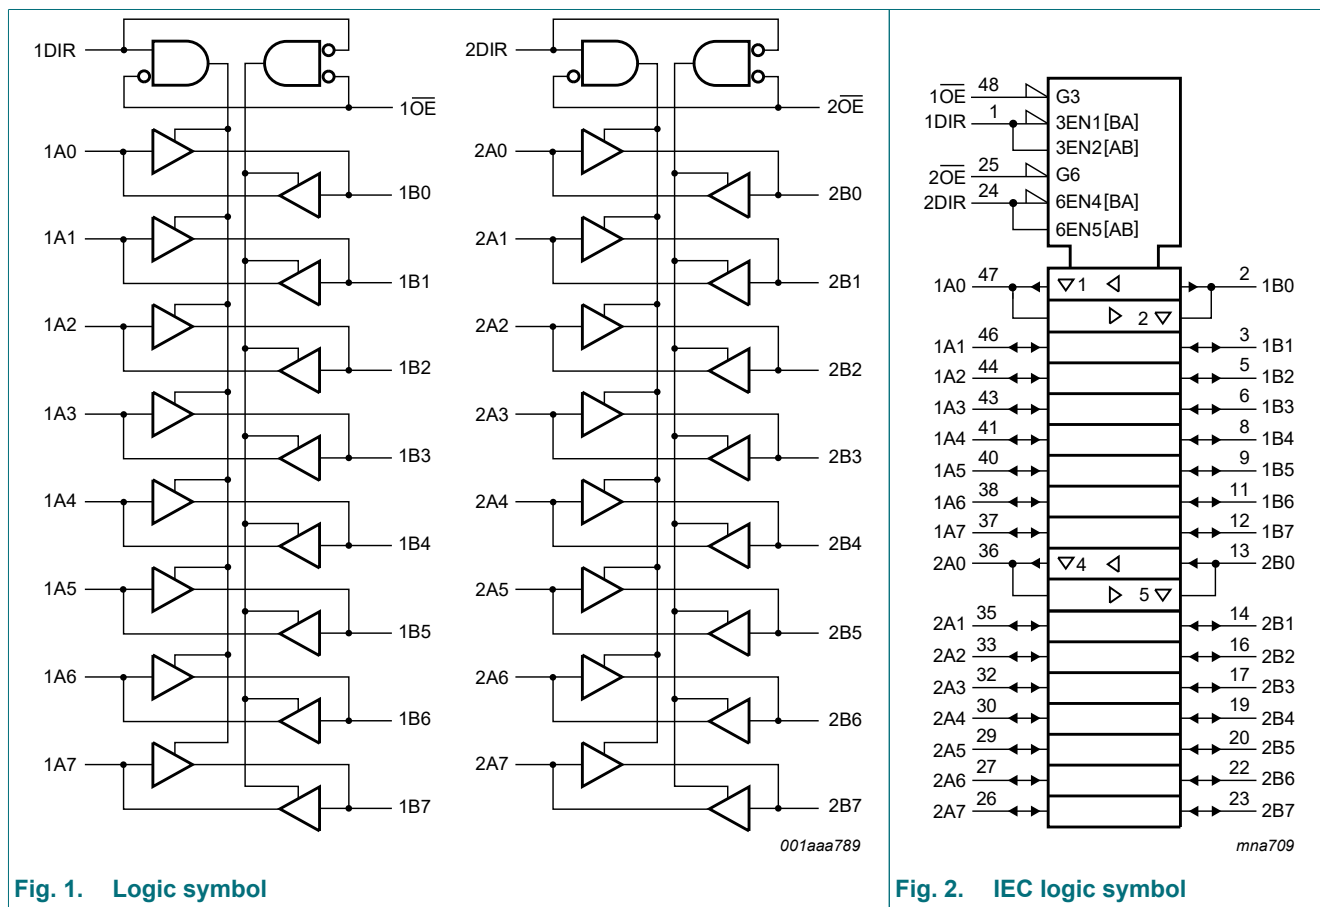 1DIR
1O̅E̅
1A0
1B0
1A1
1B1
1A2
1B2
1A3
1B3
1A4
1B4
1A5
1B5
1A6
1B6
1A7
1B7
2DIR
2O̅E̅
2A0
2B0
2A1
2B1
2A2
2B2
2A3
2B3
2A4
2B4
2A5
2B5
2A6
2B6
2A7
2B7
001aaa789
Fig. 1. Logic symbol
1O̅E̅ 48 G3
1DIR 1 3EN1[BA]
3EN2[AB]
2O̅E̅ 25 G6
2DIR 24 6EN4[BA]
6EN5[AB]
1A0 47 1 2 1B0
2
1A1 46 3 1B1
1A2 44 5 1B2
1A3 43 6 1B3
1A4 41 8 1B4
1A5 40 9 1B5
1A6 38 11 1B6
1A7 37 12 1B7
2A0 36 4 13 2B0
5
2A1 35 14 2B1
2A2 33 16 2B2
2A3 32 17 2B3
2A4 30 19 2B4
2A5 29 20 2B5
2A6 27 22 2B6
2A7 26 23 2B7
mna709
Fig. 2. IEC logic symbol